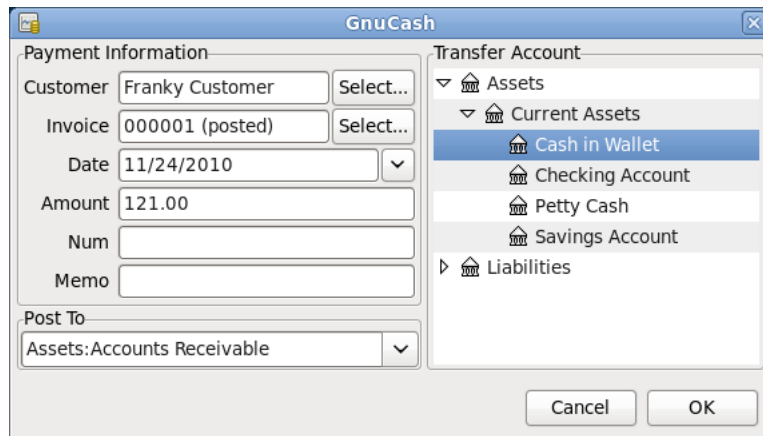 GnuCash
Payment Information
Customer Franky Customer Select...
Invoice 000001 (posted) Select...
Date 11/24/2010
Amount 121.00
Num
Memo
Post To
Assets:Accounts Receivable
Transfer Account
Assets
Current Assets
Cash in Wallet
Checking Account
Petty Cash
Savings Account
Liabilities
Cancel OK